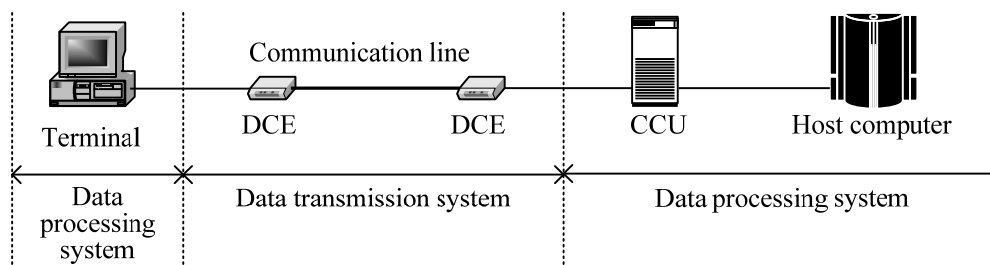 Communication line
Terminal
DCE
DCE
CCU
Host computer
Data
processing
system
Data transmission system
Data processing system